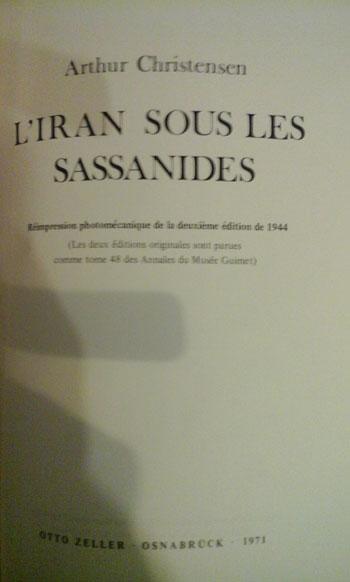 Arthur Christensen
L'IRAN SOUS LES
SASSANIDES
Réimpression photomécanique de la deuxième édition de 1944
(Les deux éditions originales sont parues
comme tome 48 des Annales du Musée Guimet)
OTTO ZELLER · OSNABRÜCK · 1971